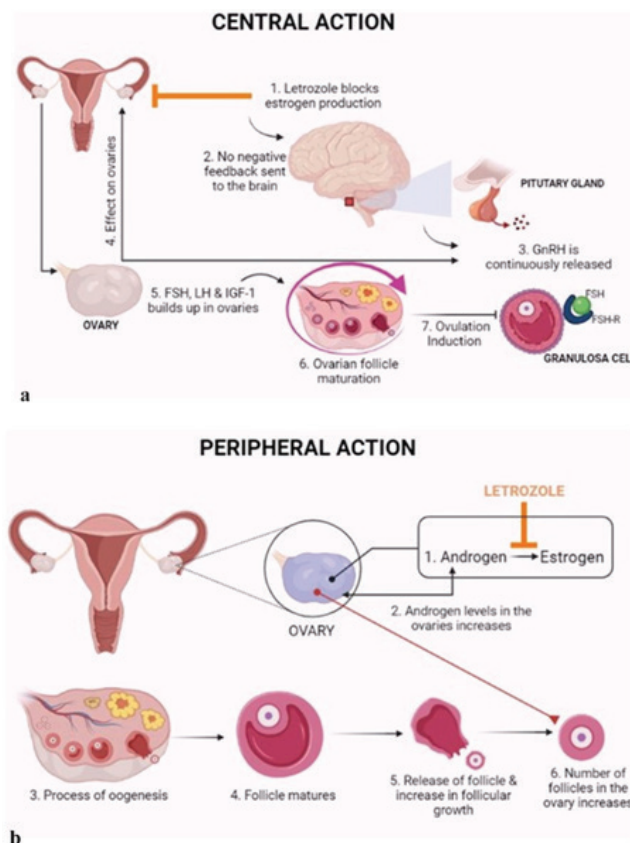 CENTRAL ACTION
1. Letrozole blocks
estrogen production
2. No negative
feedback sent
to the brain
PITUTARY GLAND
3. GnRH is
continuously released
4. Effect on ovaries
OVARY
5. FSH, LH & IGF-1
builds up in ovaries
6. Ovarian follicle
maturation
7. Ovulation
Induction
FSH
FSH-R
GRANULOSA CEL
a
PERIPHERAL ACTION
LETROZOLE
1. Androgen
Estrogen
OVARY
2. Androgen levels in the
ovaries increases
3. Process of oogenesis
4. Follicle matures
5. Release of follicle &
increase in follicular
growth
6. Number of
follicles in the
ovary increases
b